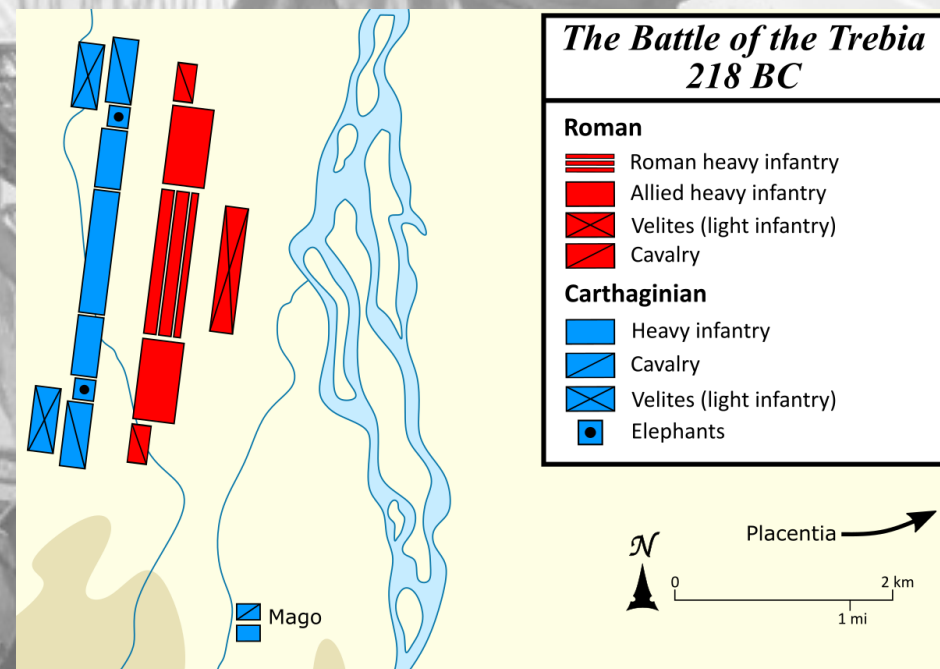 The Battle of the Trebia
218 BC
Roman
Roman heavy infantry
Allied heavy infantry
Velites (light infantry)
Cavalry
Carthaginian
Heavy infantry
Cavalry
Velites (light infantry)
Elephants
Placentia
N
0 2 km
1 mi
Mago